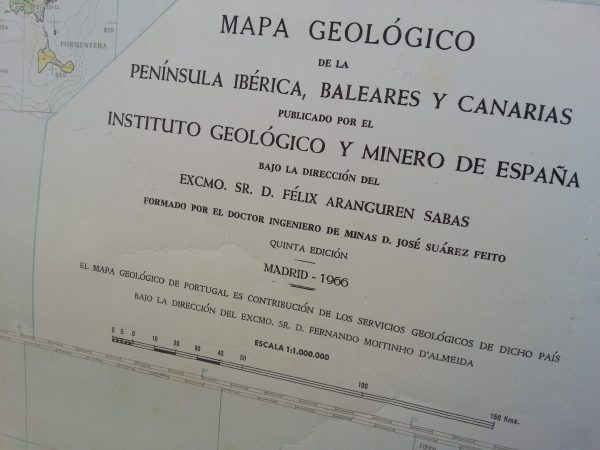 MAPA GEOLÓGICO
DE LA
PENÍNSULA IBÉRICA, BALEARES Y CANARIAS
PUBLICADO POR EL
INSTITUTO GEOLÓGICO Y MINERO DE ESPAÑA
BAJO LA DIRECCIÓN DEL
EXCMO. SR. D. FÉLIX ARANGUREN SABAS
FORMADO POR EL DOCTOR INGENIERO DE MINAS D. JOSÉ SUÁREZ FEITO
QUINTA EDICIÓN
MADRID - 1966
EL MAPA GEOLÓGICO DE PORTUGAL ES CONTRIBUCIÓN DE LOS SERVICIOS GEOLÓGICOS DE DICHO PAÍS
BAJO LA DIRECCIÓN DEL EXCMO. SR. D. FERNANDO MOITINHO D'ALMEIDA
ESCALA 1:1.000.000
0 5 0 10 20 30 40 50 100 150 Kms.
FORMENTERA